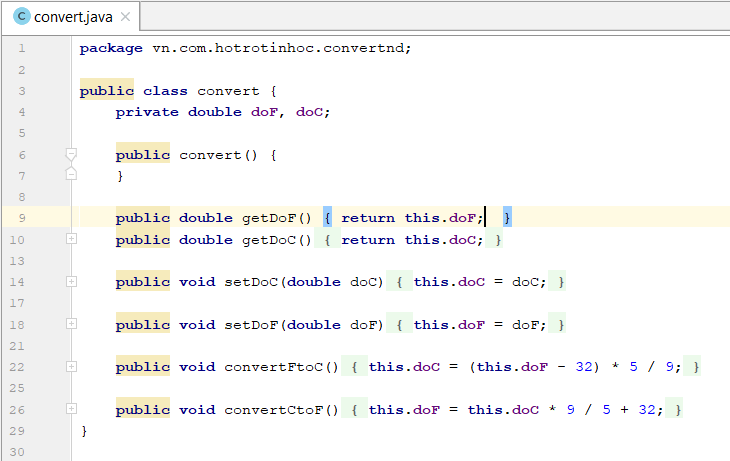 convert.java
1 package vn.com.hotrotinhoc.convertnd;
2
3 public class convert {
4 private double doF, doC;
5
6 public convert() {
7 }
8
9 public double getDoF() { return this.doF; }
10 public double getDoC() { return this.doC; }
13
14 public void setDoC(double doC) { this.doC = doC; }
17
18 public void setDoF(double doF) { this.doF = doF; }
21
22 public void convertFtoC() { this.doC = (this.doF - 32) * 5 / 9; }
25
26 public void convertCtoF() { this.doF = this.doC * 9 / 5 + 32; }
29 }
30